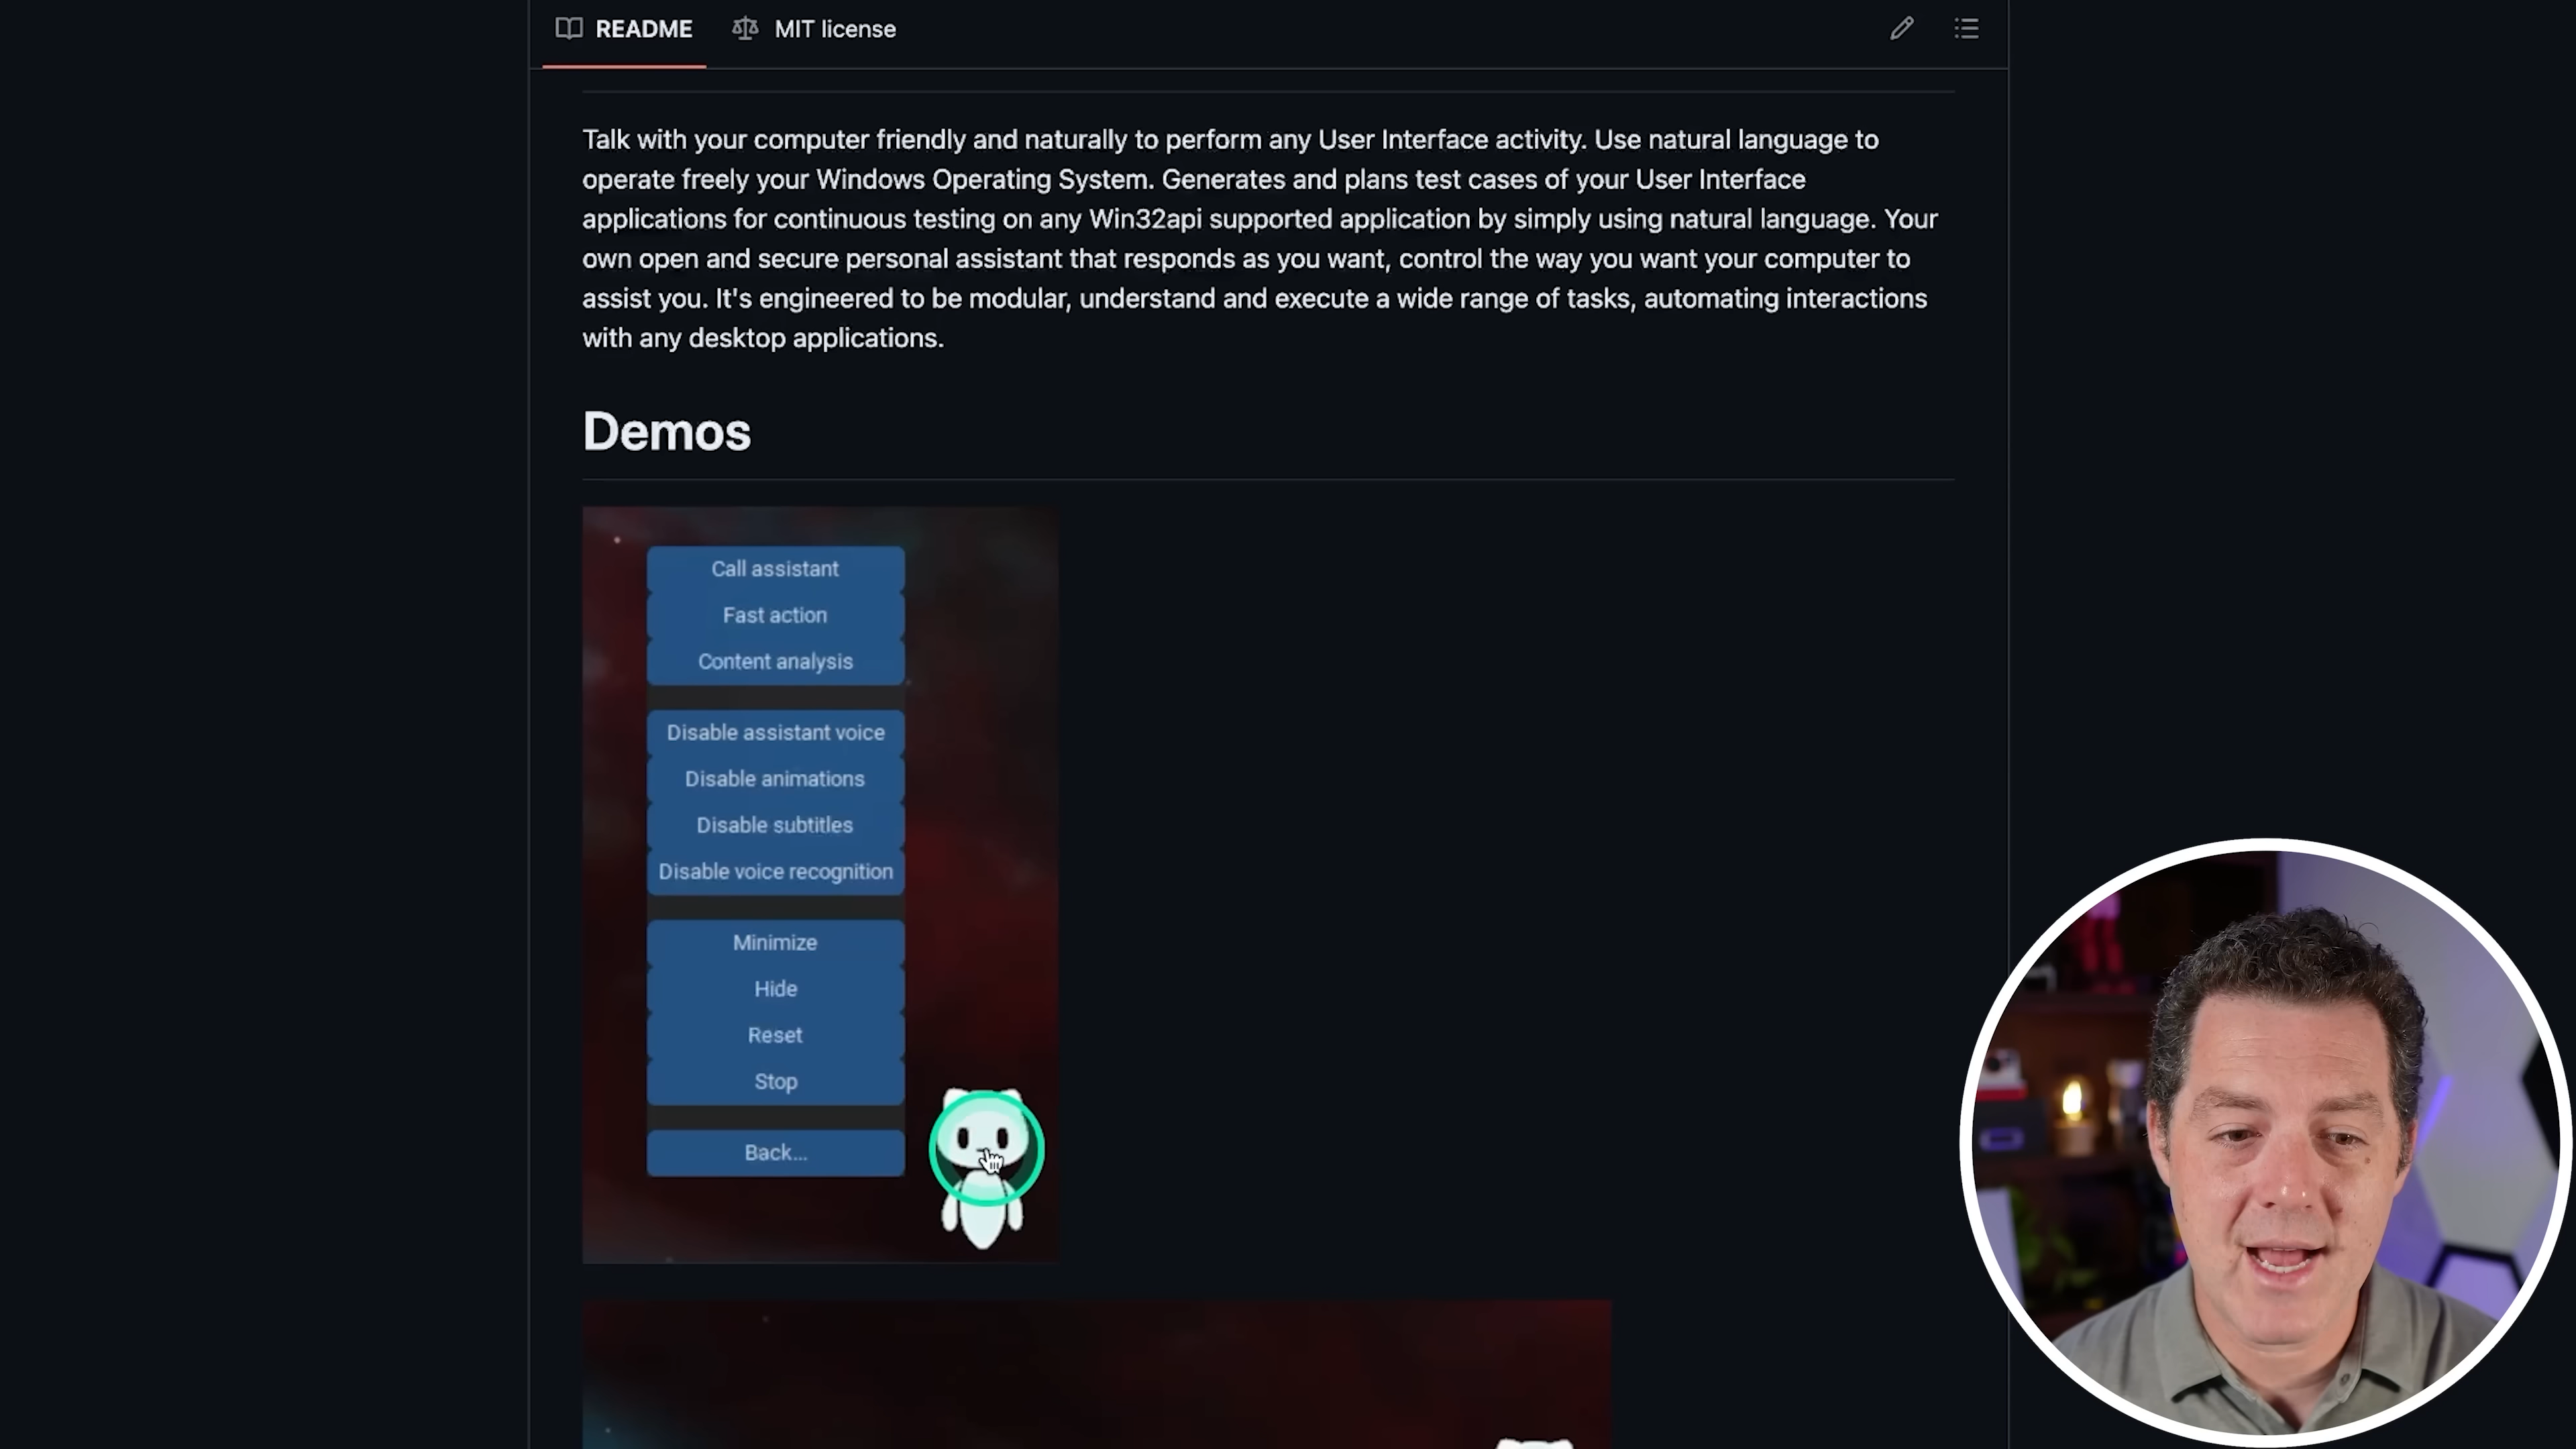 README
MIT license
Talk with your computer friendly and naturally to perform any User Interface activity. Use natural language to
operate freely your Windows Operating System. Generates and plans test cases of your User Interface
applications for continuous testing on any Win32api supported application by simply using natural language. Your
own open and secure personal assistant that responds as you want, control the way you want your computer to
assist you. It's engineered to be modular, understand and execute a wide range of tasks, automating interactions
with any desktop applications.
Demos
Call assistant
Fast action
Content analysis
Disable assistant voice
Disable animations
Disable subtitles
Disable voice recognition
Minimize
Hide
Reset
Stop
Back...